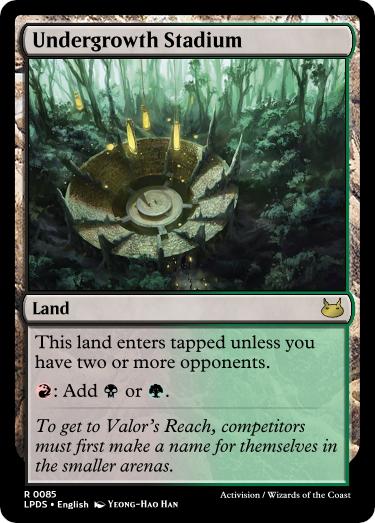 Undergrowth Stadium
Land
This land enters tapped unless you
have two or more opponents.
: Add or .
To get to Valor's Reach, competitors
must first make a name for themselves in
the smaller arenas.
R 0085
LPDS • English Yeong-Hao Han
Activision / Wizards of the Coast